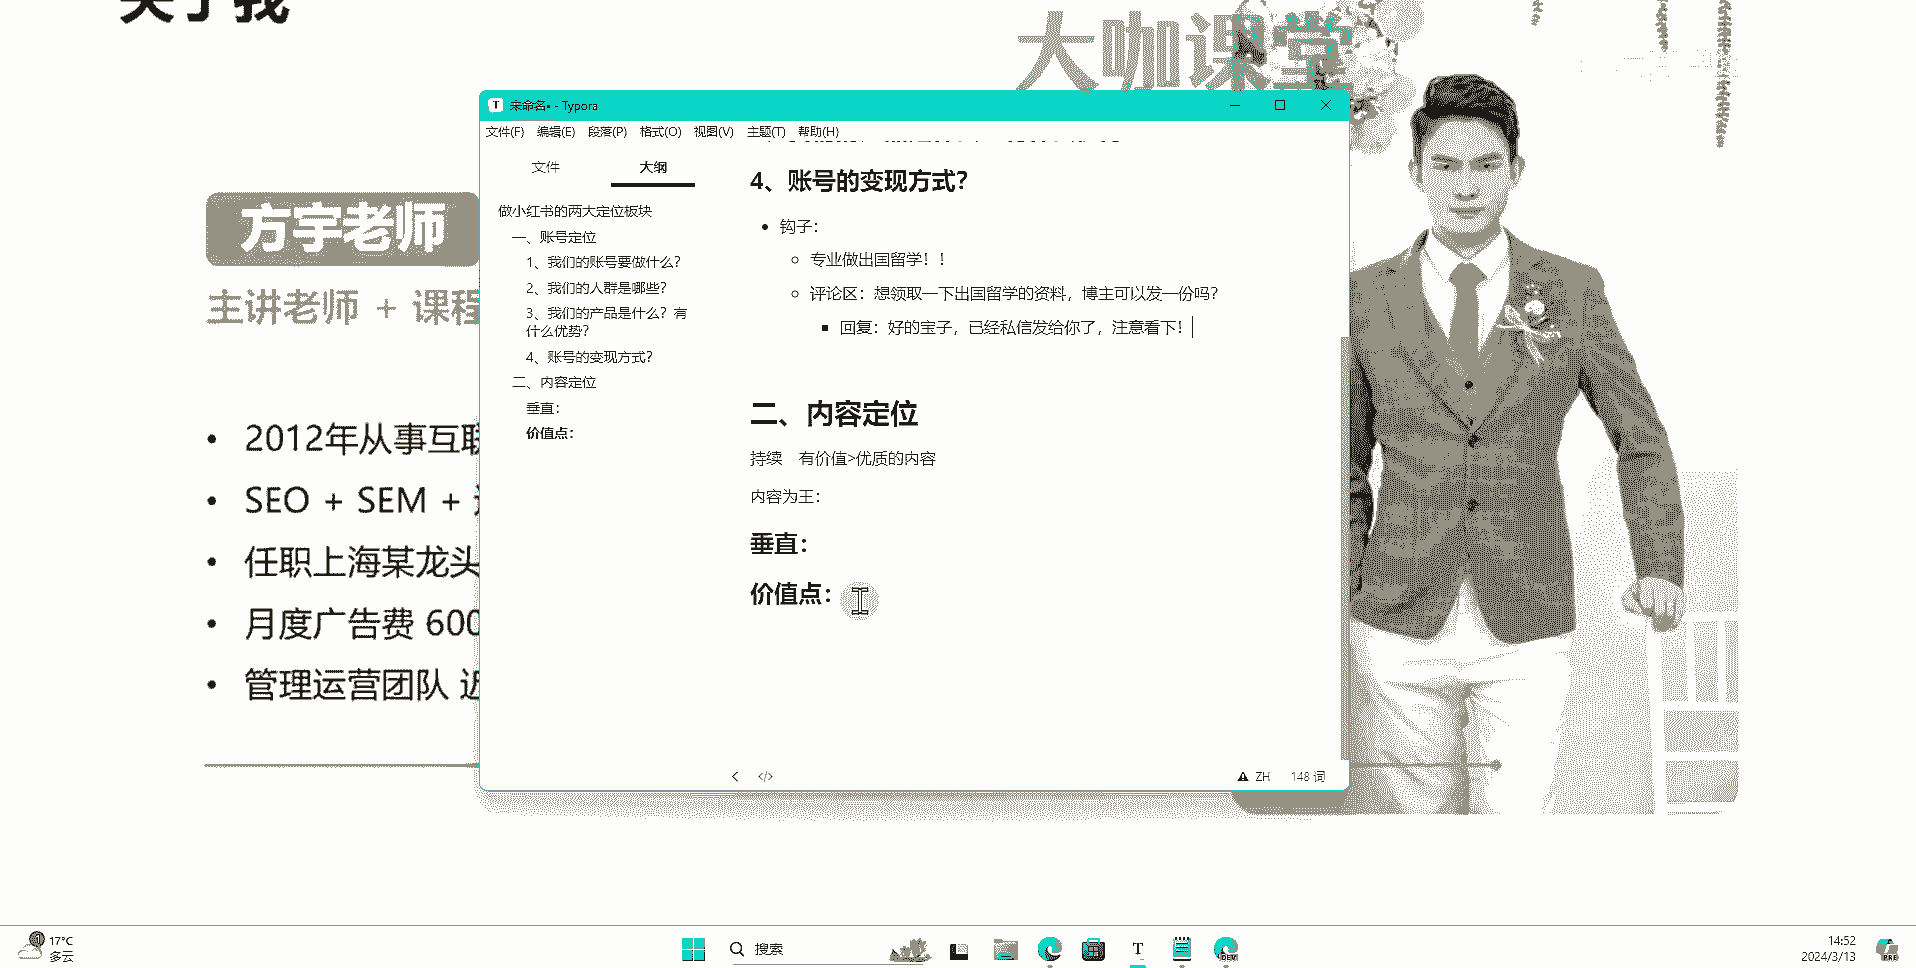 关于我
大咖课堂
方宇老师
主讲老师 + 课程
• 2012年从事互联
• SEO + SEM +
• 任职上海某龙头
• 月度广告费 600
• 管理运营团队 近
未命名• - Typora
文件(F) 编辑(E) 段落(P) 格式(O) 视图(V) 主题(T) 帮助(H)
文件 大纲
做小红书的两大定位板块
一、账号定位
1、我们的账号要做什么？
2、我们的人群是哪些？
3、我们的产品是什么？有
什么优势？
4、账号的变现方式？
二、内容定位
垂直：
价值点：
4、账号的变现方式？
• 钩子：
○ 专业做出国留学！！
○ 评论区：想领取一下出国留学的资料，博主可以发一份吗？
▪ 回复：好的宝子，已经私信发给你了，注意看下！
二、内容定位
持续 有价值>优质的内容
内容为王：
垂直：
价值点：
ZH 148 词
17°C
多云
搜索
T
DEV
14:52
2024/3/13
PRE